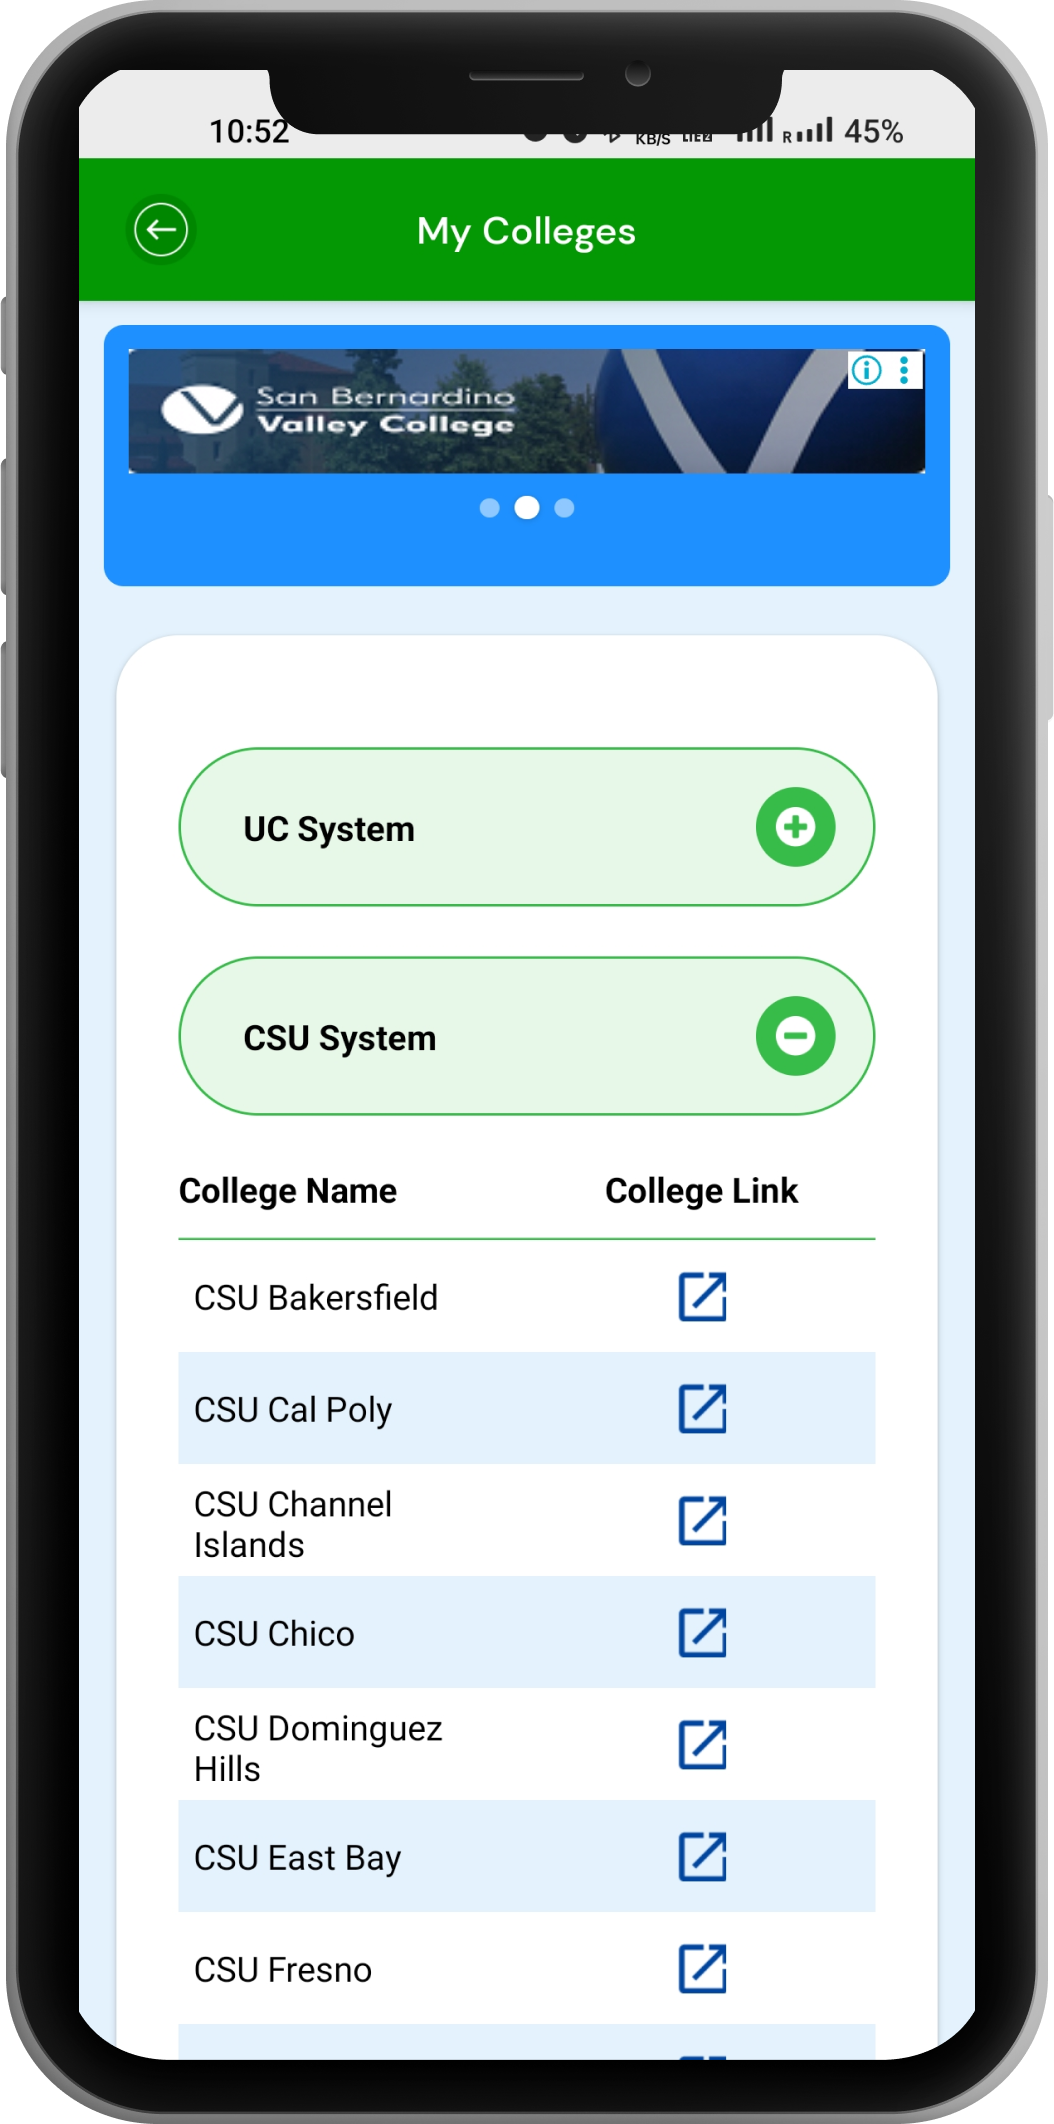 10:52
KB/S LTE2 R 45%
My Colleges
San Bernardino
Valley College
UC System
CSU System
College Name College Link
CSU Bakersfield
CSU Cal Poly
CSU Channel
Islands
CSU Chico
CSU Dominguez
Hills
CSU East Bay
CSU Fresno